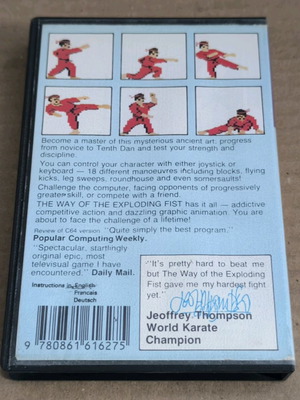 Become a master of this mysterious ancient art: progress
from novice to Tenth Dan and test your strength and
discipline.
You can control your character with either joystick or
keyboard — 18 different manoeuvres including blocks, flying
kicks, leg sweeps, roundhouse and even somersaults!
Challenge the computer, facing opponents of progressively
greater skill, or compete with a friend.
THE WAY OF THE EXPLODING FIST has it all — addictive
competitive action and dazzling graphic animation. You are
about to face the challenge of a lifetime!
Review of C64 version: "Quite simply the best program."
Popular Computing Weekly.
"Spectacular, startlingly
original epic, most
televisual game I have
encountered." Daily Mail.
Instructions in English
Francais
Deutsch
9 780861 616275
"It's pretty hard to beat me
but The Way of the Exploding
Fist gave me my hardest fight
yet."
Jeoffrey Thompson
World Karate
Champion